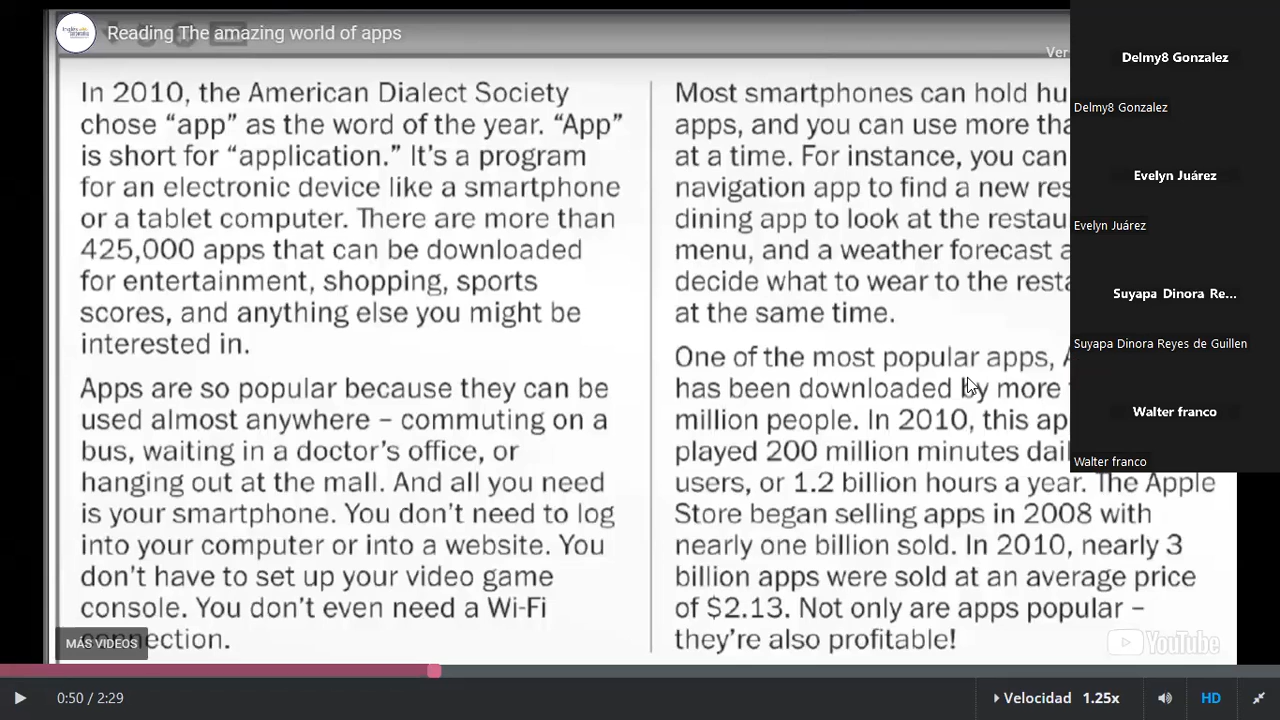 Reading The amazing world of apps
Ver
In 2010, the American Dialect Society
chose “app” as the word of the year. “App”
is short for “application.” It’s a program
for an electronic device like a smartphone
or a tablet computer. There are more than
425,000 apps that can be downloaded
for entertainment, shopping, sports
scores, and anything else you might be
interested in.
Apps are so popular because they can be
used almost anywhere – commuting on a
bus, waiting in a doctor’s office, or
hanging out at the mall. And all you need
is your smartphone. You don’t need to log
into your computer or into a website. You
don’t have to set up your video game
console. You don’t even need a Wi-Fi
connection.
MÁS VIDEOS
Most smartphones can hold hu
apps, and you can use more tha
at a time. For instance, you can
navigation app to find a new res
dining app to look at the restau
menu, and a weather forecast a
decide what to wear to the resta
at the same time.
One of the most popular apps, A
has been downloaded by more
million people. In 2010, this ap
played 200 million minutes dail
users, or 1.2 billion hours a year. The Apple
Store began selling apps in 2008 with
nearly one billion sold. In 2010, nearly 3
billion apps were sold at an average price
of $2.13. Not only are apps popular –
they’re also profitable!
YouTube
Delmy8 Gonzalez
Delmy8 Gonzalez
Evelyn Juárez
Evelyn Juárez
Suyapa Dinora Re...
Suyapa Dinora Reyes de Guillen
Walter franco
Walter franco
0:50 / 2:29
Velocidad 1.25x
HD